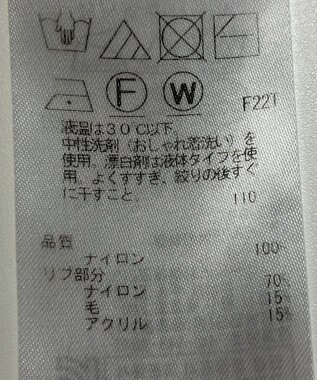 F W
F221
液温は30℃以下。
中性洗剤（おしゃれ着洗い）を
使用。漂白剤は液体タイプを使
用。よくすすぎ、絞りの後すぐ
に干すこと。
110
品質
ナイロン 100%
リブ部分
ナイロン 70%
毛 15%
アクリル 15%